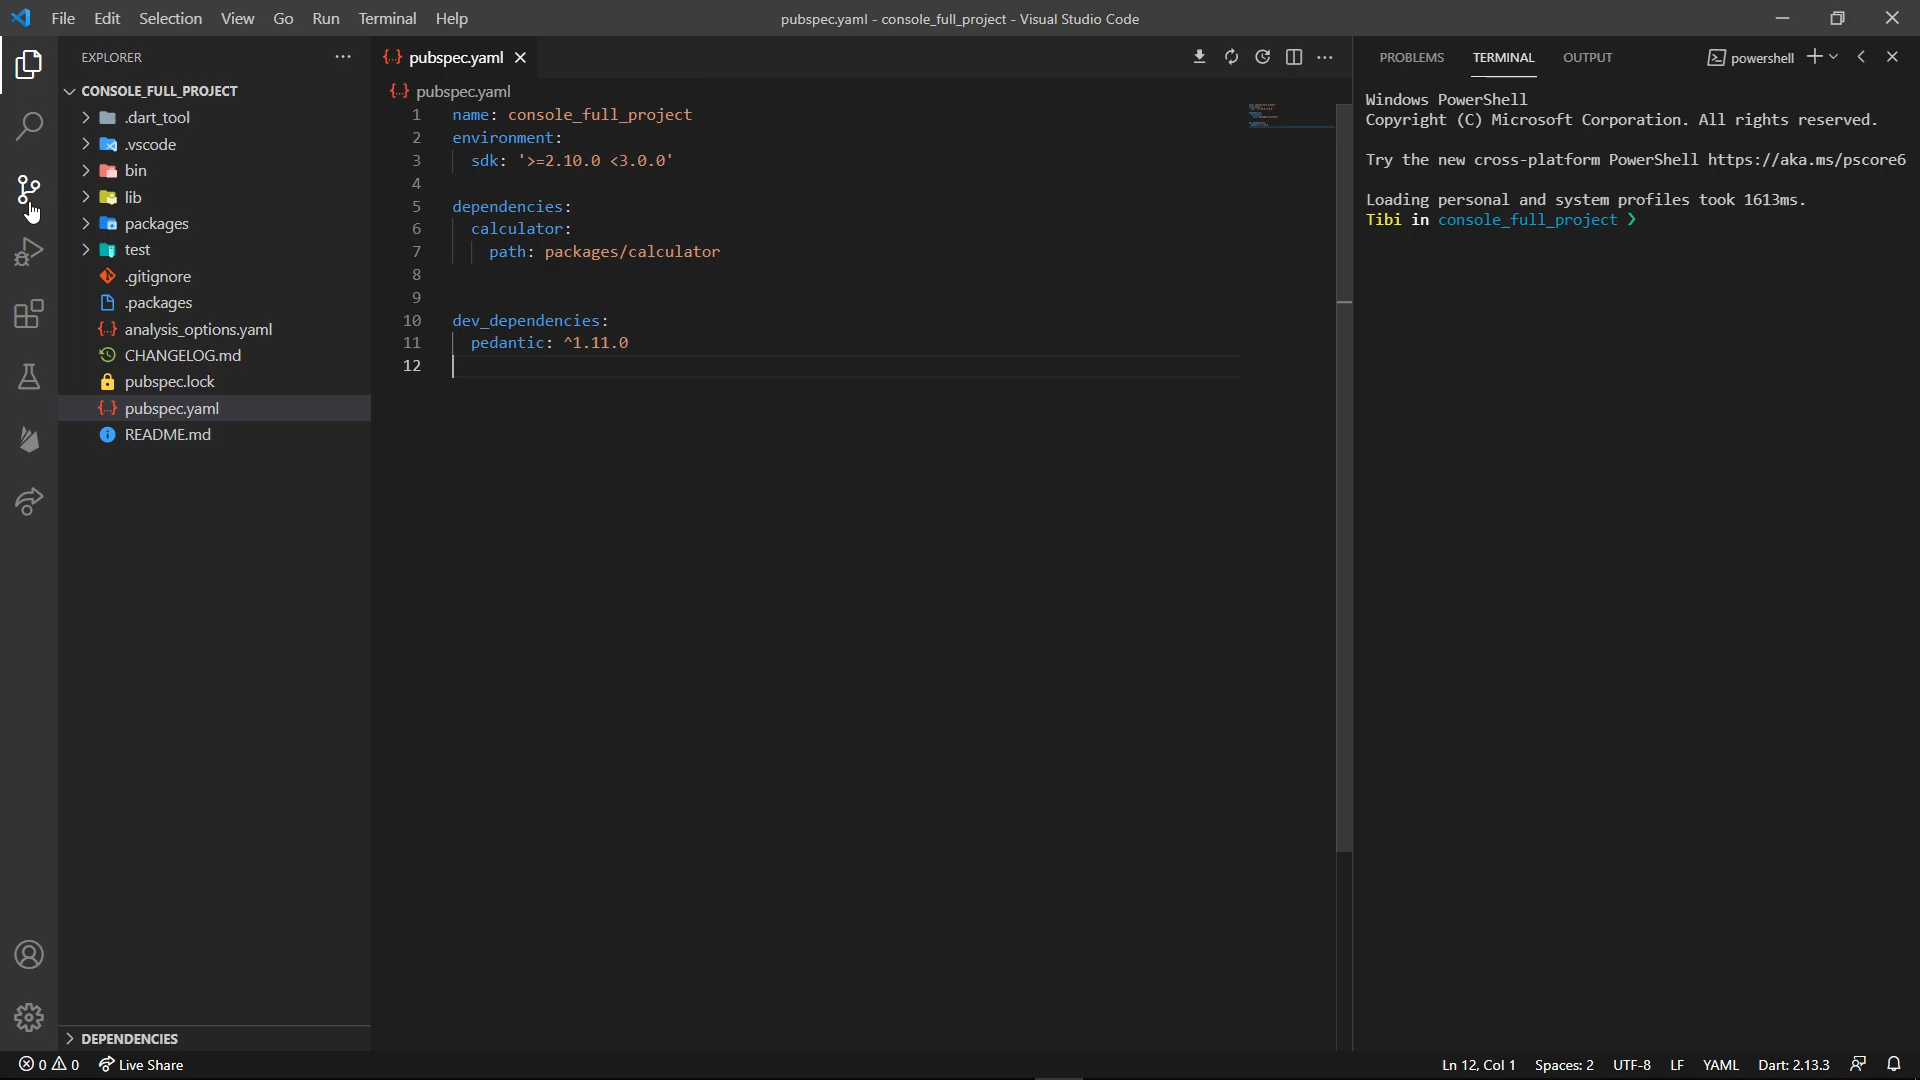 File Edit Selection View Go Run Terminal Help
pubspec.yaml - console_full_project - Visual Studio Code
EXPLORER
CONSOLE_FULL_PROJECT
.dart_tool
.vscode
bin
lib
packages
test
.gitignore
.packages
analysis_options.yaml
CHANGELOG.md
pubspec.lock
pubspec.yaml
README.md
DEPENDENCIES
pubspec.yaml
pubspec.yaml
1 name: console_full_project
2 environment:
3 sdk: '>=2.10.0 <3.0.0'
4
5 dependencies:
6 calculator:
7 path: packages/calculator
8
9
10 dev_dependencies:
11 pedantic: ^1.11.0
12
PROBLEMS TERMINAL OUTPUT powershell
Windows PowerShell
Copyright (C) Microsoft Corporation. All rights reserved.
Try the new cross-platform PowerShell https://aka.ms/pscore6
Loading personal and system profiles took 1613ms.
Tibi in console_full_project ❯
0 0 Live Share
Ln 12, Col 1 Spaces: 2 UTF-8 LF YAML Dart: 2.13.3